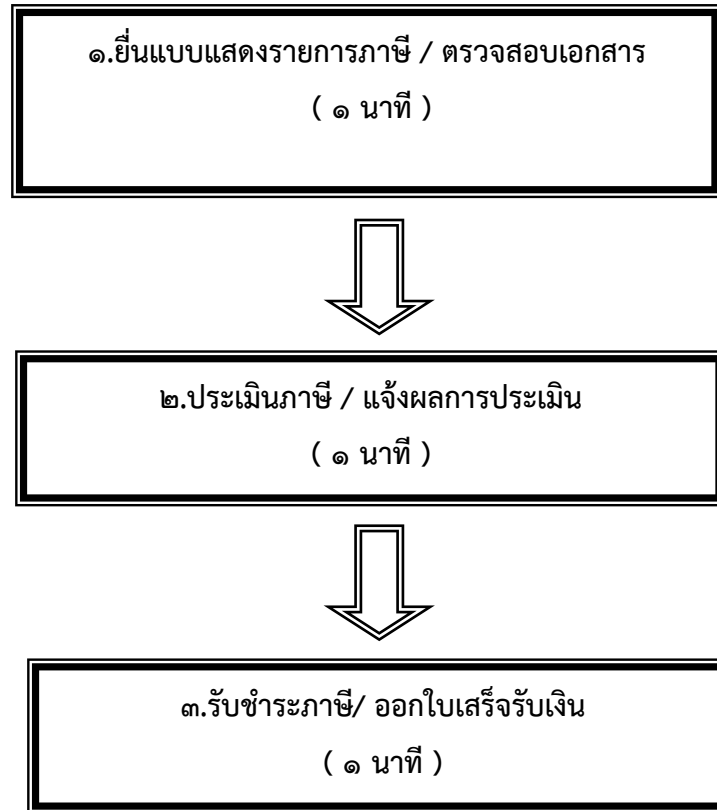 ๑.ยื่นแบบแสดงรายการภาษี / ตรวจสอบเอกสาร
( ๑ นาที )
๒.ประเมินภาษี / แจ้งผลการประเมิน
( ๑ นาที )
๓.รับชำระภาษี/ ออกใบเสร็จรับเงิน
( ๑ นาที )